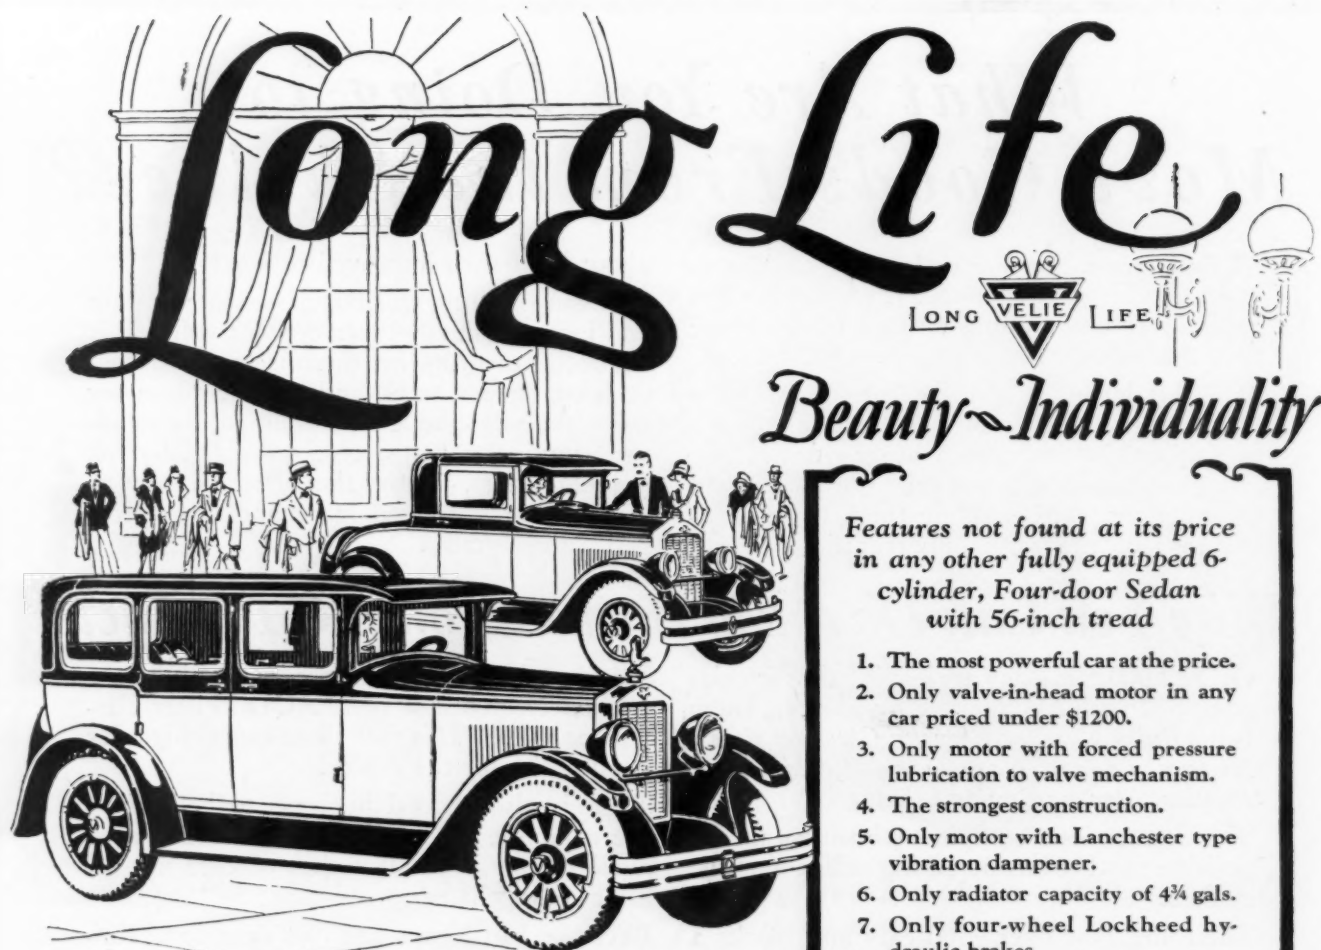 Long Life
LONG VELIE LIFE
Beauty ~ Individuality
Features not found at its price
in any other fully equipped 6-
cylinder, Four-door Sedan
with 56-inch tread
1. The most powerful car at the price.
2. Only valve-in-head motor in any
car priced under $1200.
3. Only motor with forced pressure
lubrication to valve mechanism.
4. The strongest construction.
5. Only motor with Lanchester type
vibration dampener.
6. Only radiator capacity of 4¾ gals.
7. Only four-wheel Lockheed hy-
draulic brakes